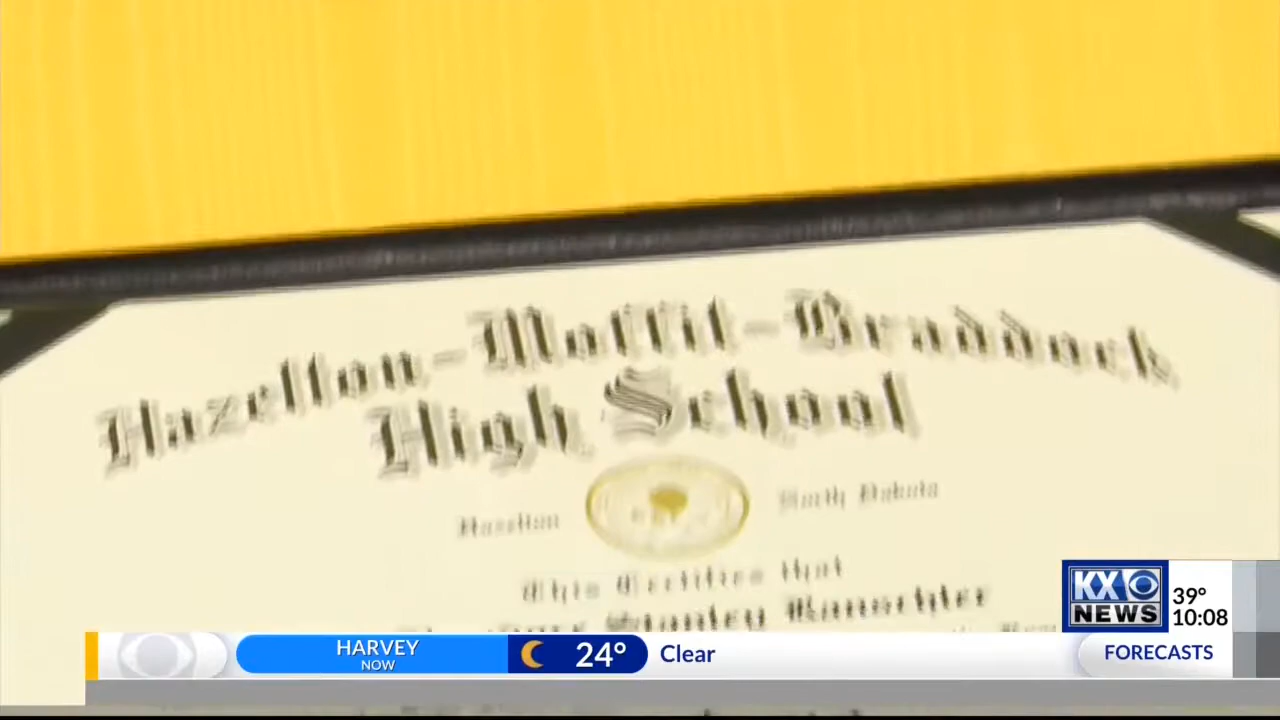 Hazelton-Moffit-Braddock
High School
Hazelton
North Dakota
This Certifies that
Stanley
KX
NEWS
39°
10:08
HARVEY
NOW
24°
Clear
FORECASTS